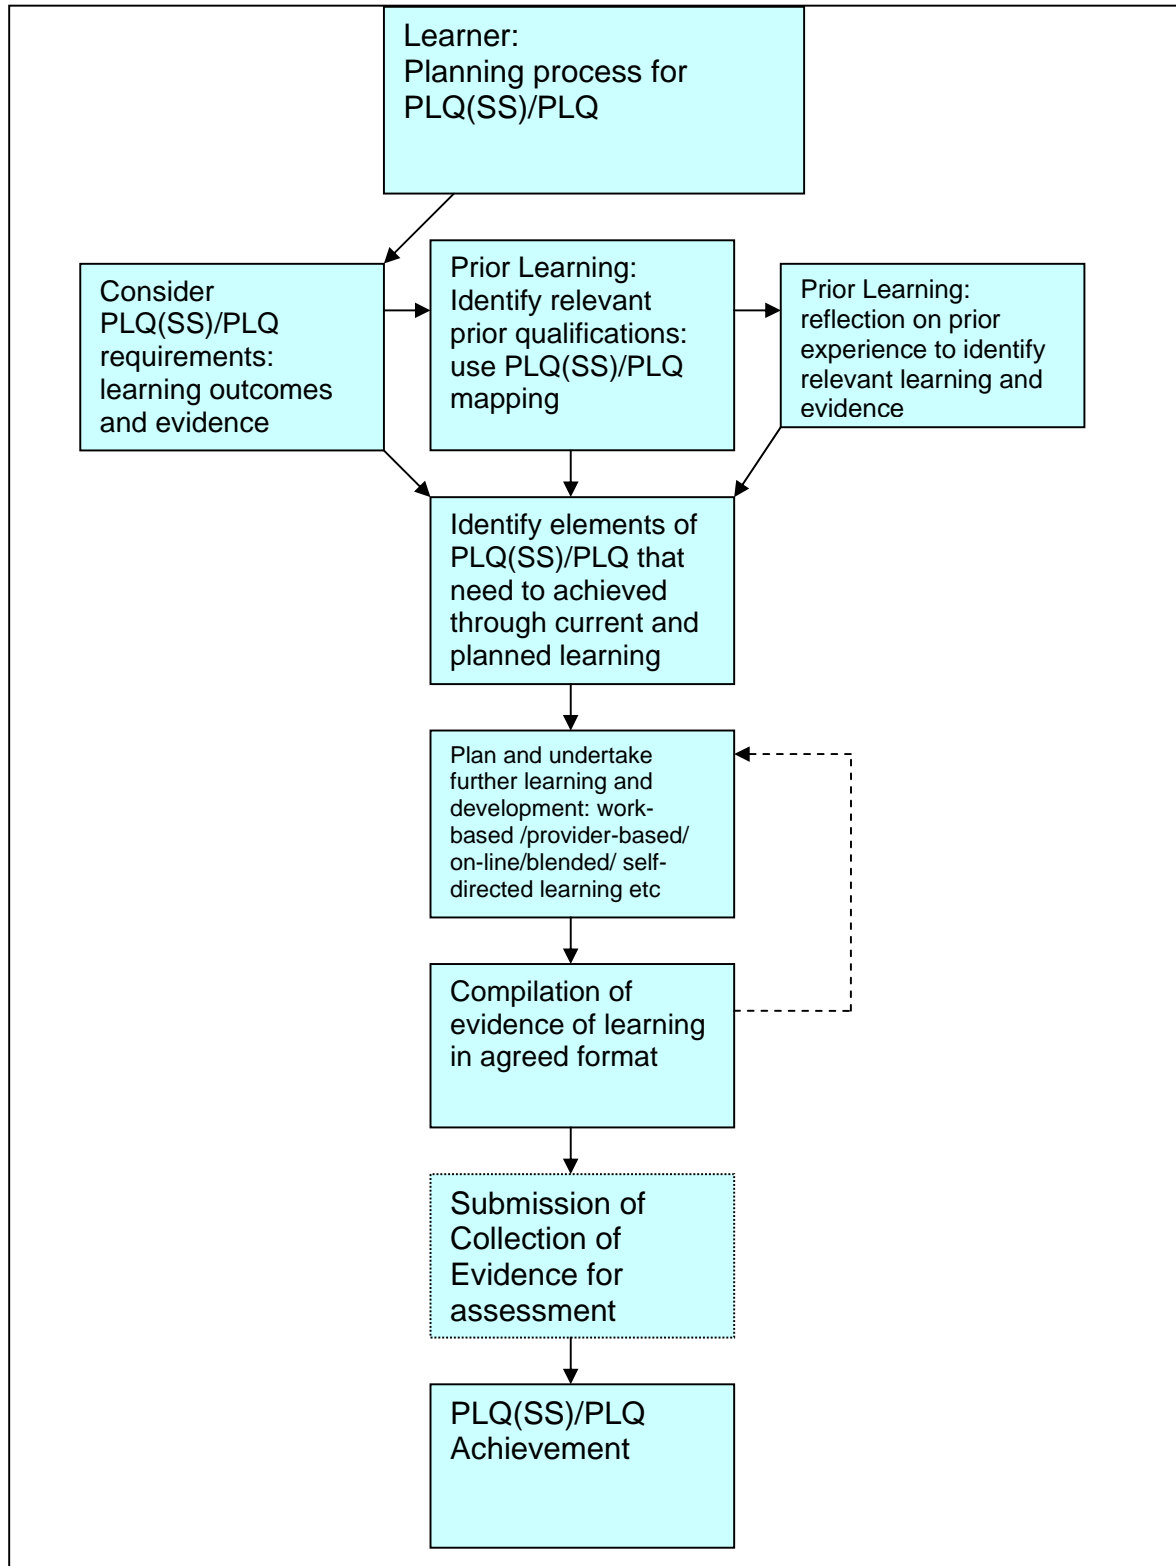 Learner:
Planning process for
PLQ(SS)/PLQ
Consider
PLQ(SS)/PLQ
requirements:
learning outcomes
and evidence
Prior Learning:
Identify relevant
prior qualifications:
use PLQ(SS)/PLQ
mapping
Prior Learning:
reflection on prior
experience to identify
relevant learning and
evidence
Identify elements of
PLQ(SS)/PLQ that
need to achieved
through current and
planned learning
Plan and undertake
further learning and
development: work-
based /provider-based/
on-line/blended/ self-
directed learning etc
Compilation of
evidence of learning
in agreed format
Submission of
Collection of
Evidence for
assessment
PLQ(SS)/PLQ
Achievement